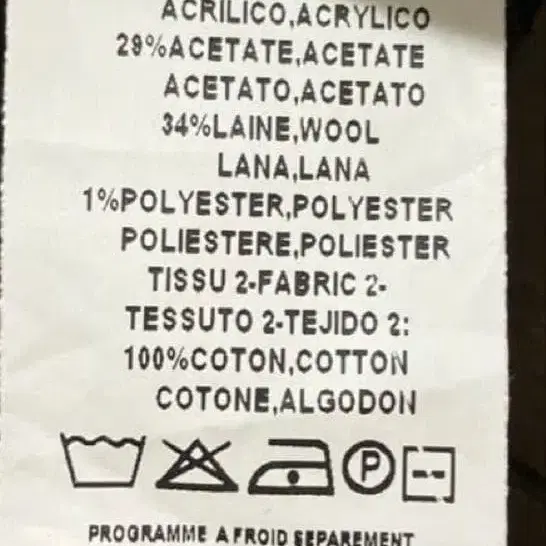 ACRILICO,ACRYLICO
29%ACETATE,ACETATE
ACETATO,ACETATO
34%LAINE,WOOL
LANA,LANA
1%POLYESTER,POLYESTER
POLIESTERE,POLIESTER
TISSU 2-FABRIC 2-
TESSUTO 2-TEJIDO 2:
100%COTON,COTTON
COTONE,ALGODON
P
PROGRAMME A FROID SEPAREMENT